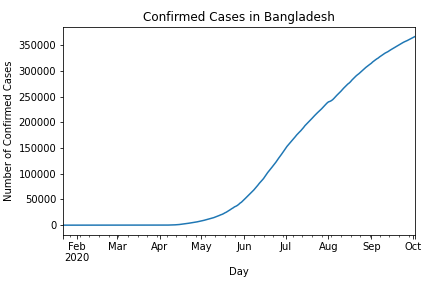 Confirmed Cases in Bangladesh
Number of Confirmed Cases
350000
300000
250000
200000
150000
100000
50000
0
Feb Mar Apr May Jun Jul Aug Sep Oct
2020
Day